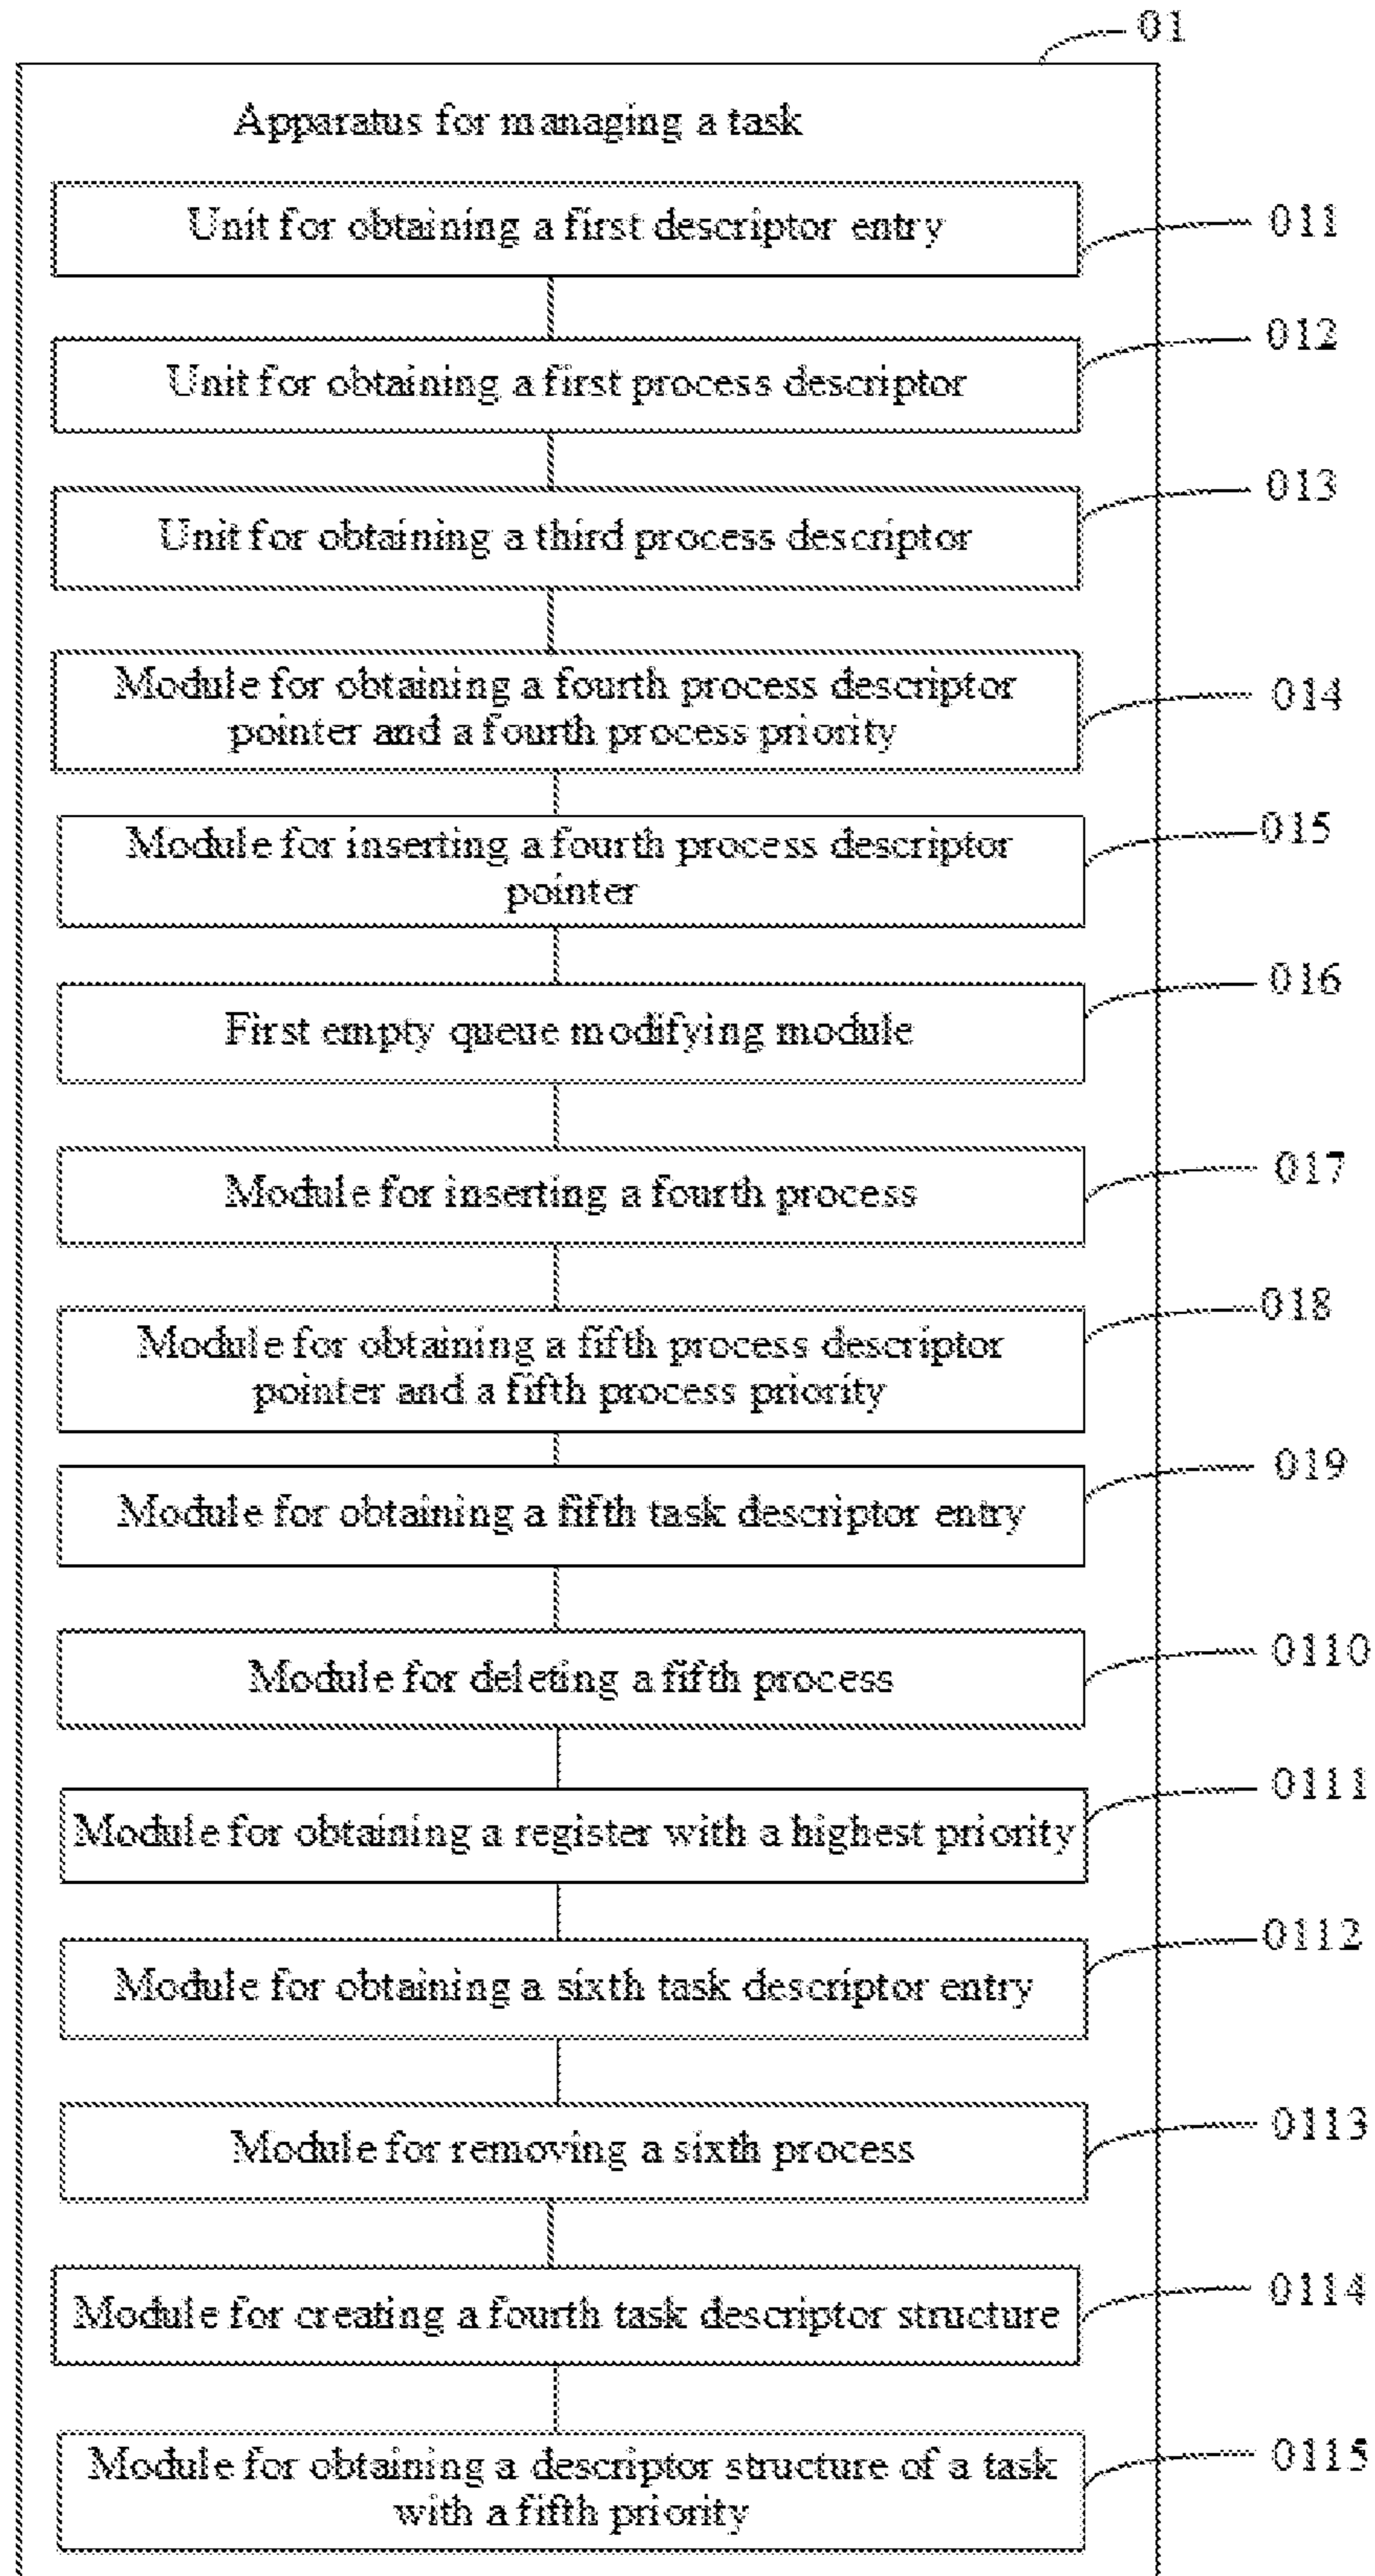 01
Apparatus for managing a task
Unit for obtaining a first descriptor entry
011
Unit for obtaining a first process descriptor
012
Unit for obtaining a third process descriptor
013
Module for obtaining a fourth process descriptor
pointer and a fourth process priority
014
Module for inserting a fourth process descriptor
pointer
015
First empty queue modifying module
016
Module for inserting a fourth process
017
Module for obtaining a fifth process descriptor
pointer and a fifth process priority
018
Module for obtaining a fifth task descriptor entry
019
Module for deleting a fifth process
0110
Module for obtaining a register with a highest priority
0111
Module for obtaining a sixth task descriptor entry
0112
Module for removing a sixth process
0113
Module for creating a fourth task descriptor structure
0114
Module for obtaining a descriptor structure of a task
with a fifth priority
0115